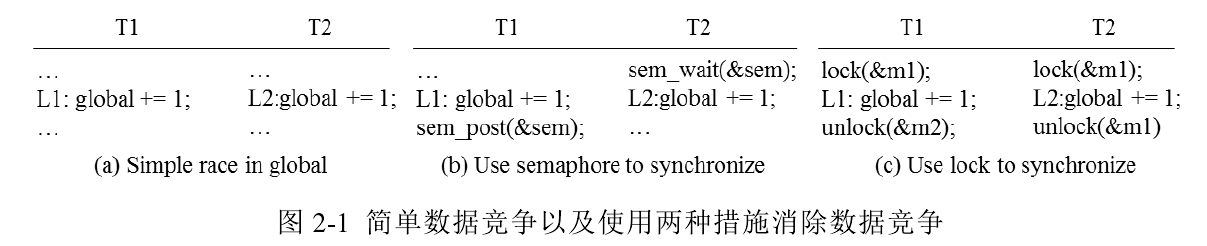 T1 T2 T1 T2 T1 T2
… … … sem_wait(&sem); lock(&m1); lock(&m1);
L1: global += 1; L2:global += 1; L1: global += 1; L2:global += 1; L1: global += 1; L2:global += 1;
… … sem_post(&sem); … unlock(&m2); unlock(&m1)
(a) Simple race in global (b) Use semaphore to synchronize (c) Use lock to synchronize
图 2-1 简单数据竞争以及使用两种措施消除数据竞争